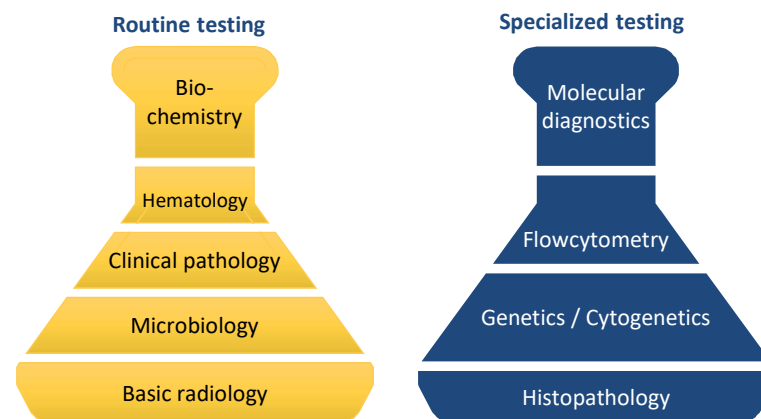 Routine testing
Bio-
chemistry
Hematology
Clinical pathology
Microbiology
Basic radiology
Specialized testing
Molecular
diagnostics
Flowcytometry
Genetics / Cytogenetics
Histopathology